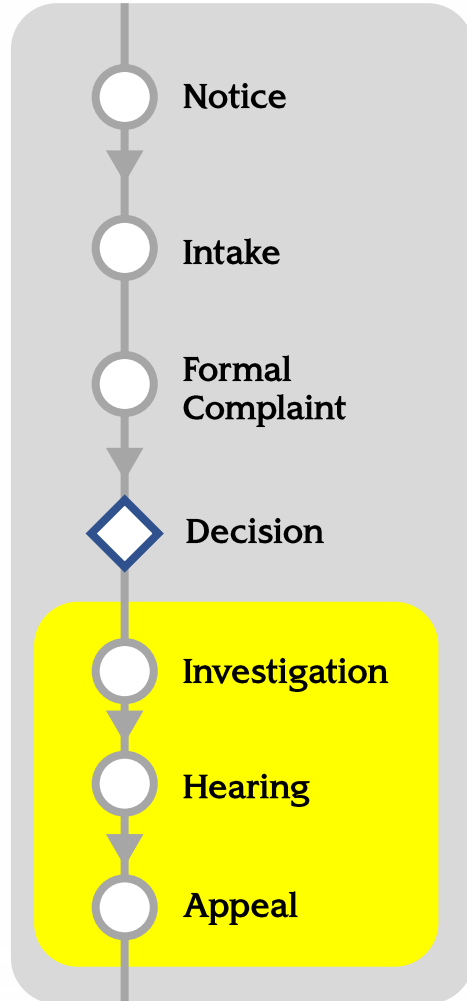 Notice
Intake
Formal
Complaint
Decision
Investigation
Hearing
Appeal